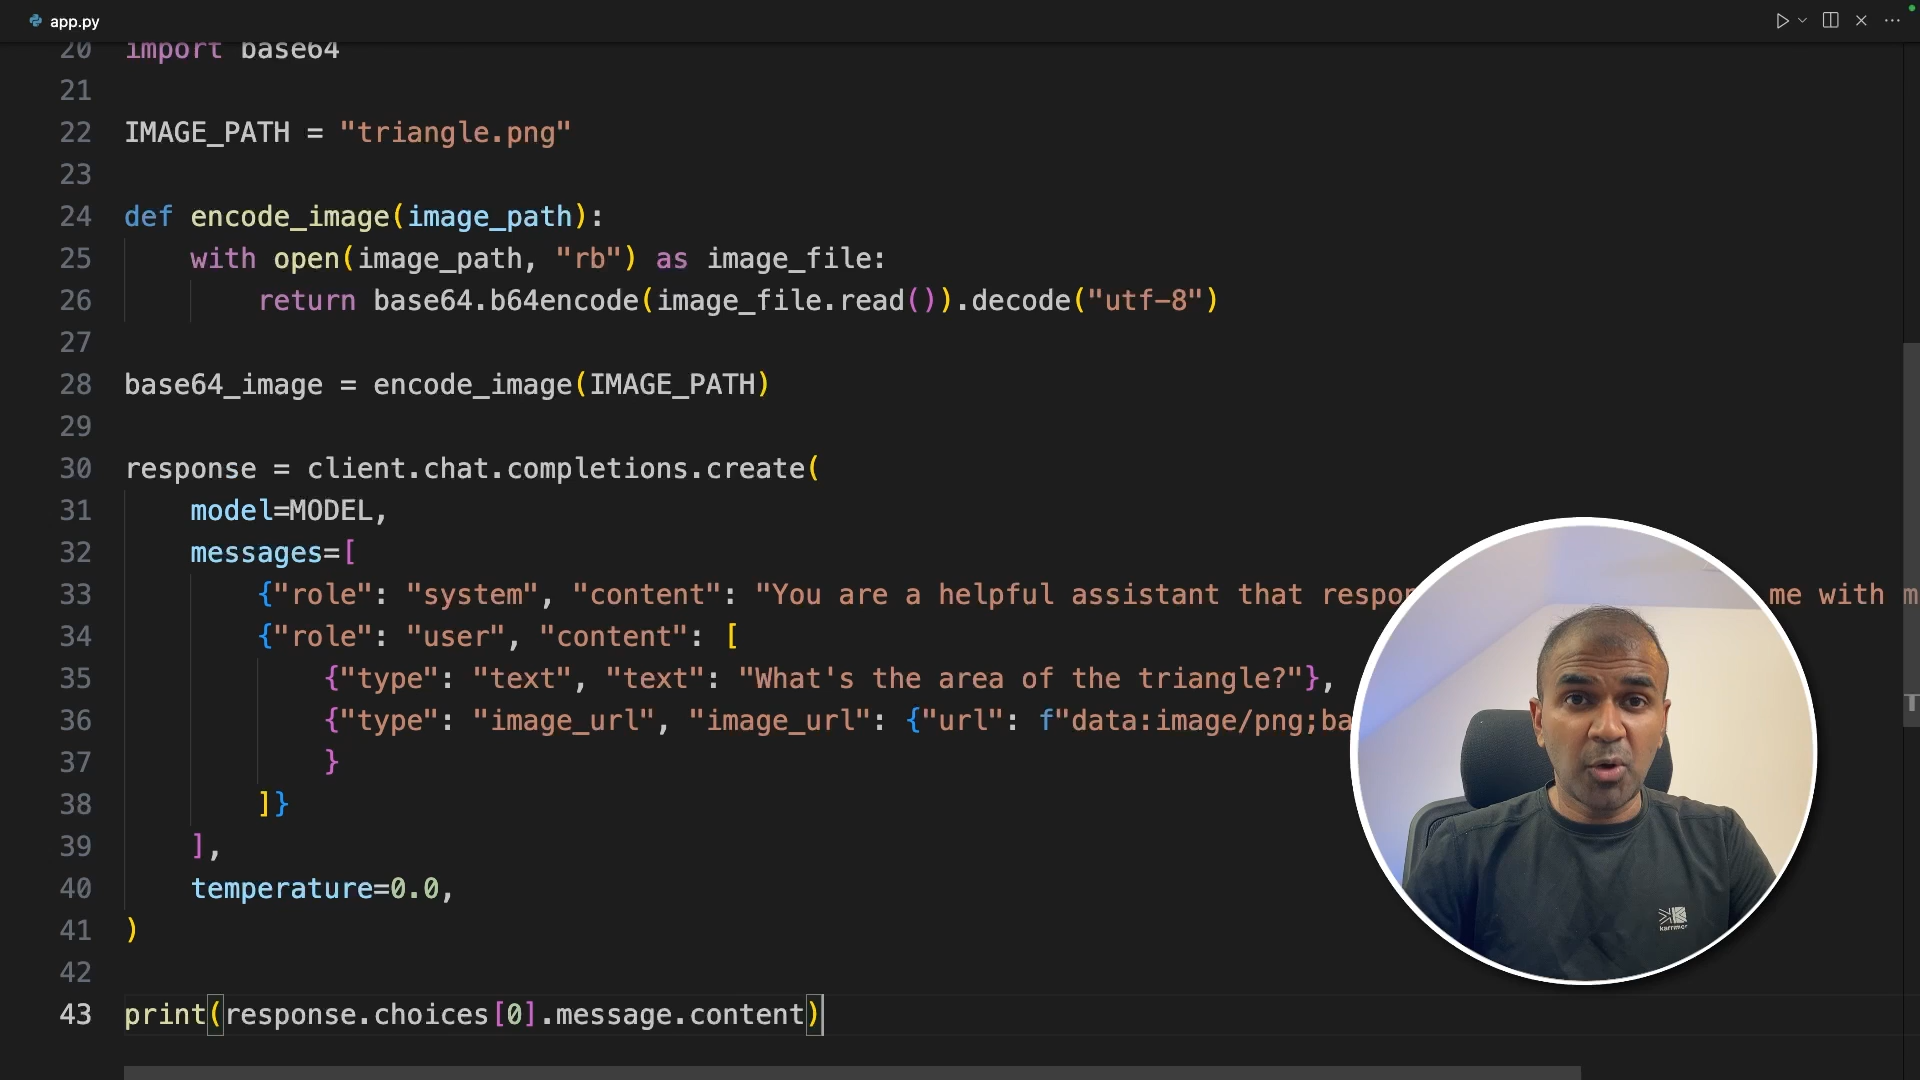 app.py
20 import base64
21
22 IMAGE_PATH = "triangle.png"
23
24 def encode_image(image_path):
25     with open(image_path, "rb") as image_file:
26         return base64.b64encode(image_file.read()).decode("utf-8")
27
28 base64_image = encode_image(IMAGE_PATH)
29
30 response = client.chat.completions.create(
31     model=MODEL,
32     messages=[
33         {"role": "system", "content": "You are a helpful assistant that me with
34         {"role": "user", "content": [
35             {"type": "text", "text": "What's the area of the triangle?"},
36             {"type": "image_url", "image_url": {"url": f"data:image/png;
37             }
38         ]}
39     ],
40     temperature=0.0,
41 )
42
43 print(response.choices[0].message.content)
karrimor